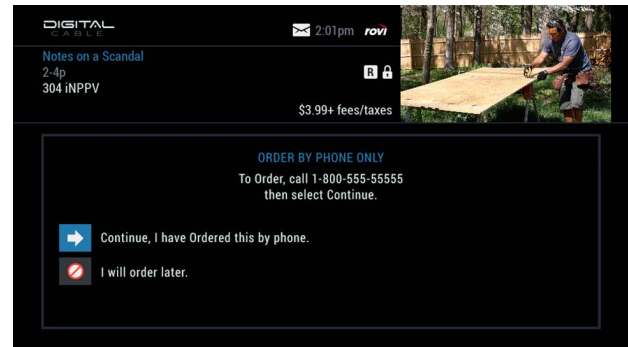 DIGITAL
CABLE
2:01pm rovi
Notes on a Scandal
2-4p
R
304 iNPPV
$3.99+ fees/taxes
ORDER BY PHONE ONLY
To Order, call 1-800-555-55555
then select Continue.
Continue, I have Ordered this by phone.
I will order later.